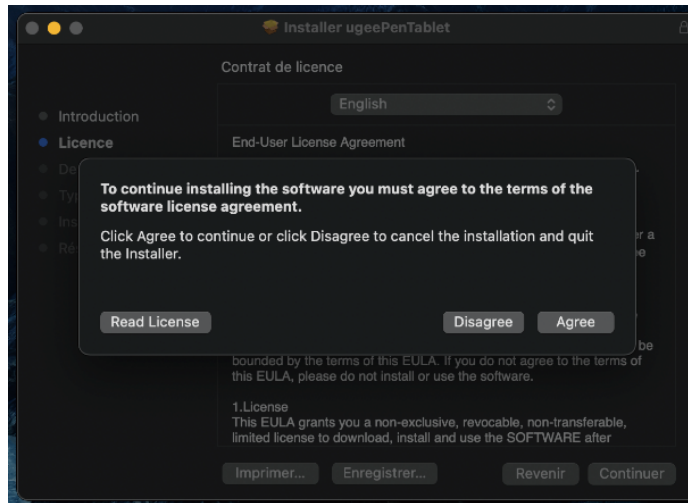 Installer ugeePenTablet
Contrat de licence
English
Introduction
Licence
End-User License Agreement
De
Typ
Ins
Ré
To continue installing the software you must agree to the terms of the
software license agreement.
Click Agree to continue or click Disagree to cancel the installation and quit
the Installer.
Read License
Disagree
Agree
bounded by the terms of this EULA. If you do not agree to the terms of
this EULA, please do not install or use the software.
1.License
This EULA grants you a non-exclusive, revocable, non-transferable,
limited license to download, install and use the SOFTWARE after
Imprimer...
Enregistrer...
Revenir
Continuer